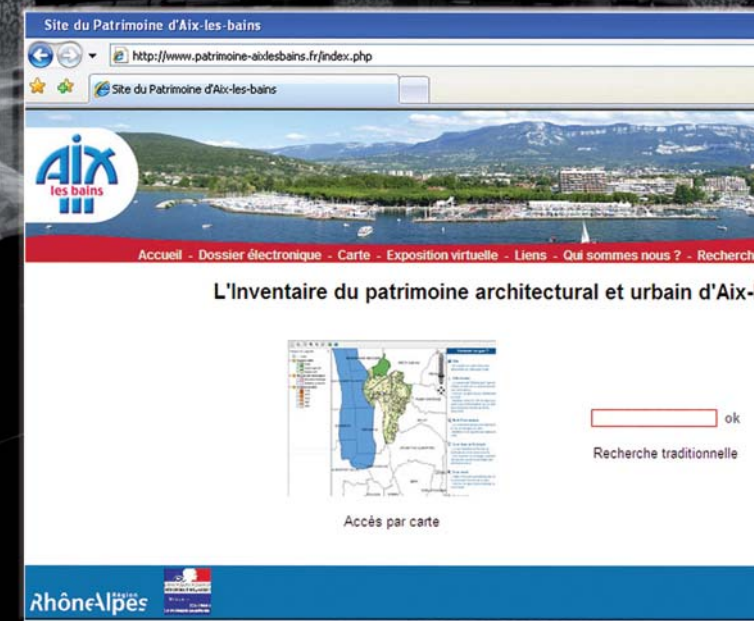 Site du Patrimoine d'Aix-les-bains
http://www.patrimoine-aixlesbains.fr/index.php
Site du Patrimoine d'Aix-les-bains
aix
les bains
Accueil - Dossier électronique - Carte - Exposition virtuelle - Liens - Qui sommes nous ? - Recherch
L'Inventaire du patrimoine architectural et urbain d'Aix-
ok
Recherche traditionnelle
Accès par carte
RhôneAlpes Région